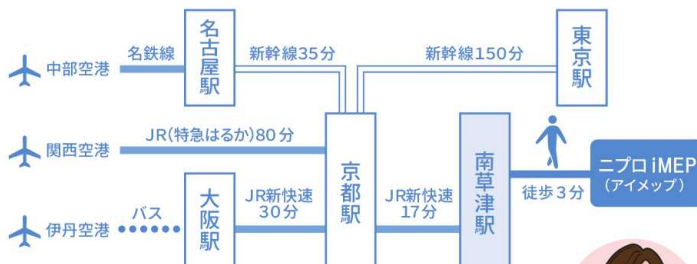 中部空港
名鉄線
名古屋駅
新幹線35分
新幹線150分
東京駅
関西空港
JR(特急はるか)80分
京都駅
伊丹空港
バス
大阪駅
JR新快速
30分
JR新快速
17分
南草津駅
徒歩3分
ニプロiMEP
(アイメップ)